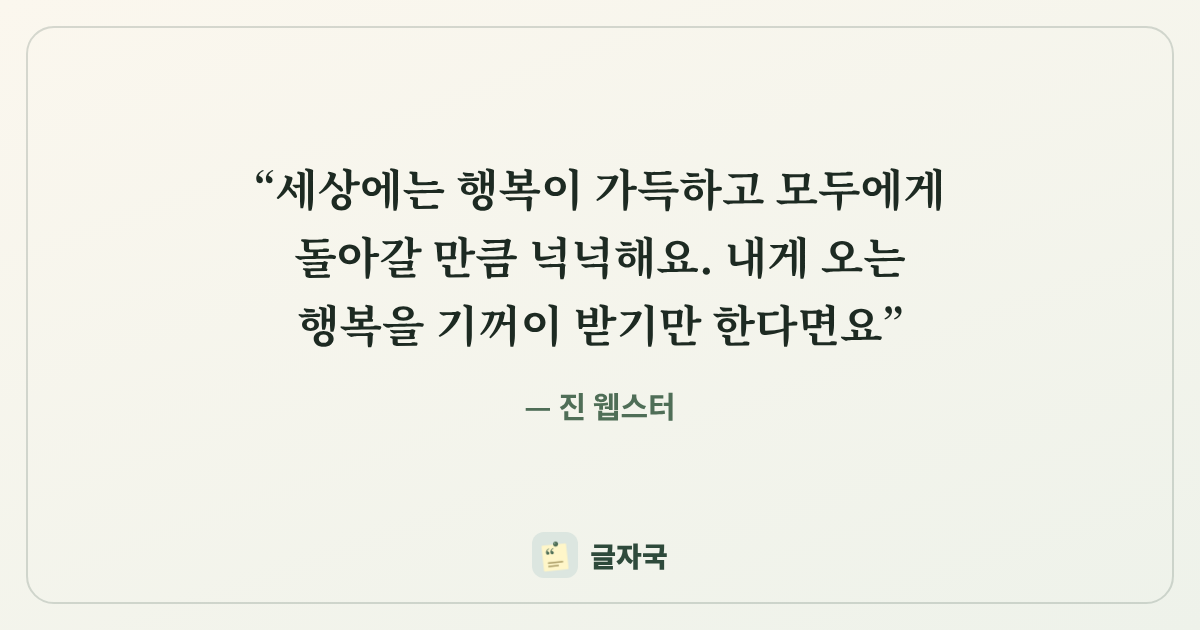 “세상에는 행복이 가득하고 모두에게
돌아갈 만큼 넉넉해요. 내게 오는
행복을 기꺼이 받기만 한다면요”
— 진 웹스터
글자국